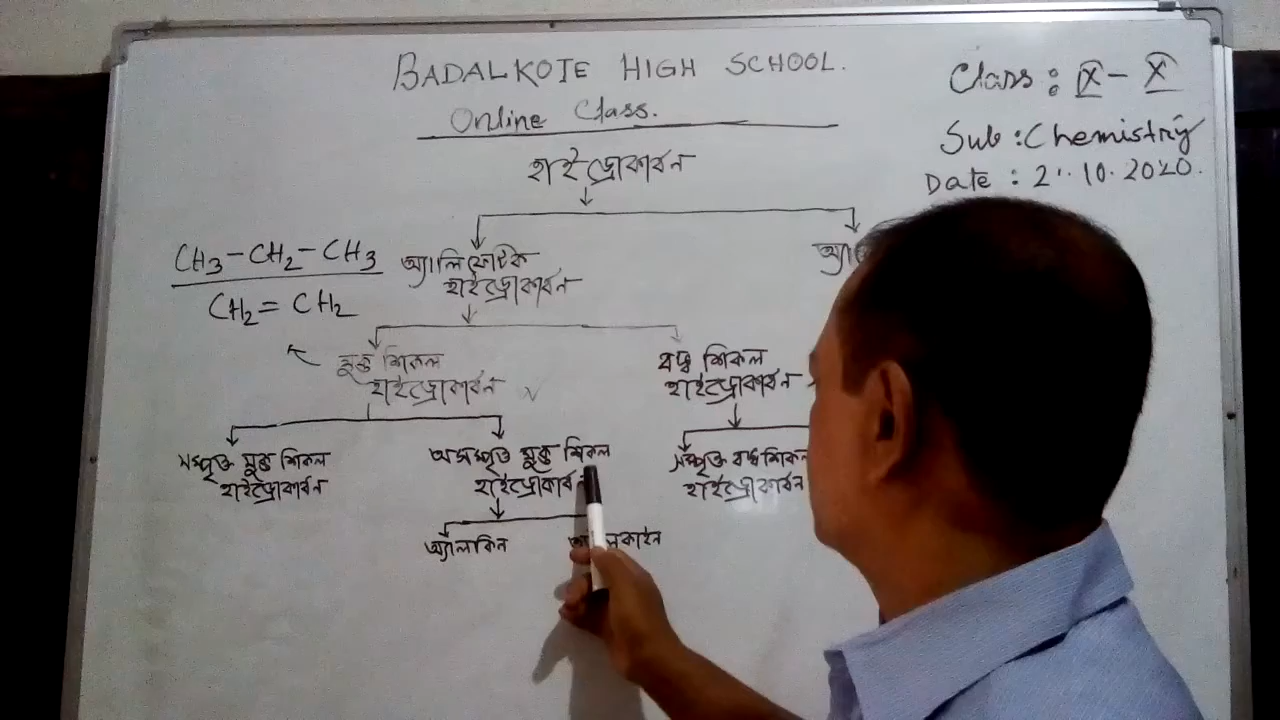 BADALKOTE HIGH SCHOOL.
Online Class.
Class : IX - X
Sub : Chemistry
Date : 21.10.2020.
হাইড্রোকার্বন
CH3-CH2-CH3
CH2=CH2
অ্যালিফেটিক
হাইড্রোকার্বন
মুক্ত শিকল
হাইড্রোকার্বন
বদ্ধ শিকল
হাইড্রোকার্বন
সম্পৃক্ত মুক্ত শিকল
হাইড্রোকার্বন
অসম্পৃক্ত মুক্ত শিকল
হাইড্রোকার্বন
সম্পৃক্ত বদ্ধ শিকল
হাইড্রোকার্বন
অ্যালকিন
অ্যালকাইন